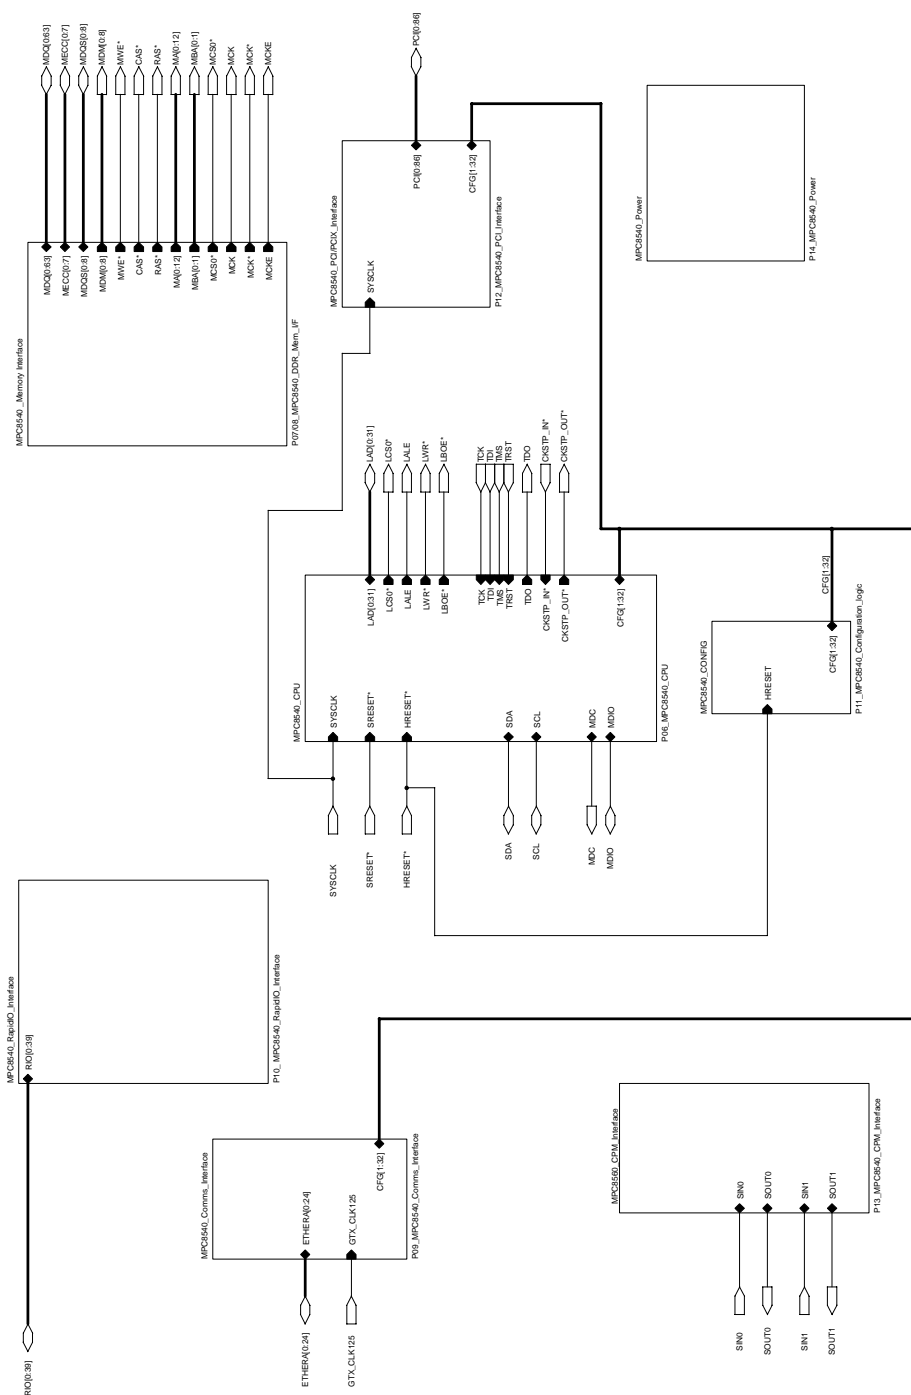 RIO[0:39]
RIO[0:39]
MPC8540_RapidIO_Interface
P10_ MPC8540_RapidIO_Interface
MPC8540_Comms_Interface
ETHERA[0:24]
ETHERA[0:24]
GTX_CLK125
GTX_CLK125
CFG[1:32]
P09_MPC8540_Comms_Interface
MPC8560_CPM_Interface
SIN0
SIN0
SOUT0
SOUT0
SIN1
SIN1
SOUT1
SOUT1
P13_MPC8540_CPM_Interface
MPC8540_CPU
SYSCLK
SYSCLK
SRESET*
SRESET*
HRESET*
HRESET*
SDA
SDA
SCL
SCL
MDC
MDC
MDIO
MDIO
LAD[0:31]
LAD[0:31]
LCS0*
LCS0*
LALE
LALE
LWR*
LWR*
LBOE*
LBOE*
TCK
TCK
TDI
TDI
TMS
TMS
TRST
TRST
TDO
TDO
CKSTP_IN*
CKSTP_IN*
CKSTP_OUT*
CKSTP_OUT*
CFG[1:32]
P06_MPC8540_CPU
MPC8540_CONFIG
HRESET
CFG[1:32]
CFG[1:32]
P11_MPC8540_Configuration_logic
MPC8540 _Memory Interface
MDQ[0:63]
MDQ[0:63]
MECC[0:7]
MECC[0:7]
MDQS[0:8]
MDQS[0:8]
MDM[0:8]
MDM[0:8]
MWE*
MWE*
CAS*
CAS*
RAS*
RAS*
MA[0:12]
MA[0:12]
MBA[0:1]
MBA[0:1]
MCS0*
MCS0*
MCK
MCK
MCK*
MCK*
MCKE
MCKE
P07/08_MPC8540_DDR_Mem_I/F
MPC8540_PCI/PCIX_Interface
SYSCLK
PCI[0:86]
PCI[0:86]
CFG[1:32]
P12_MPC8540_PCI_Interface
MPC8540_Power
P14_MPC8540_Power